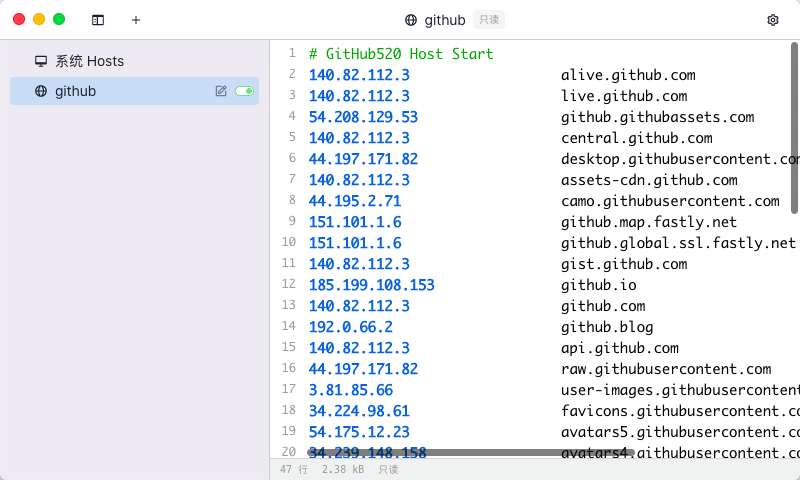 github 只读
系统 Hosts
github
1 # GitHub520 Host Start
2 140.82.112.3 alive.github.com
3 140.82.112.3 live.github.com
4 54.208.129.53 github.githubassets.com
5 140.82.112.3 central.github.com
6 44.197.171.82 desktop.githubusercontent.com
7 140.82.112.3 assets-cdn.github.com
8 44.195.2.71 camo.githubusercontent.com
9 151.101.1.6 github.map.fastly.net
10 151.101.1.6 github.global.ssl.fastly.net
11 140.82.112.3 gist.github.com
12 185.199.108.153 github.io
13 140.82.112.3 github.com
14 192.0.66.2 github.blog
15 140.82.112.3 api.github.com
16 44.197.171.82 raw.githubusercontent.com
17 3.81.85.66 user-images.githubusercontent
18 34.224.98.61 favicons.githubusercontent.co
19 54.175.12.23 avatars5.githubusercontent.co
20 34.239.148.158 avatars4.githubusercontent.co
47 行 2.38 kB 只读